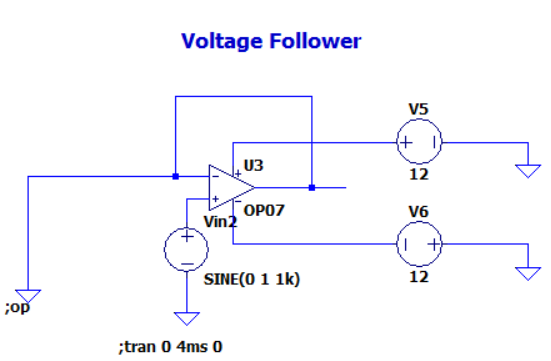 Voltage Follower
V5
U3
12
OP07
V6
Vin2
SINE(0 1 1k)
12
;op
;tran 0 4ms 0